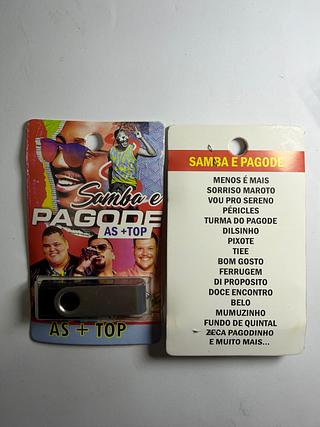 Samba e
PAGODE
AS +TOP
AS + TOP
SAMBA E PAGODE
MENOS É MAIS
SORRISO MAROTO
VOU PRO SERENO
PÉRICLES
TURMA DO PAGODE
DILSINHO
PIXOTE
TIEE
BOM GOSTO
FERRUGEM
DI PROPOSITO
DOCE ENCONTRO
BELO
MUMUZINHO
FUNDO DE QUINTAL
ZECA PAGODINHO
E MUITO MAIS...